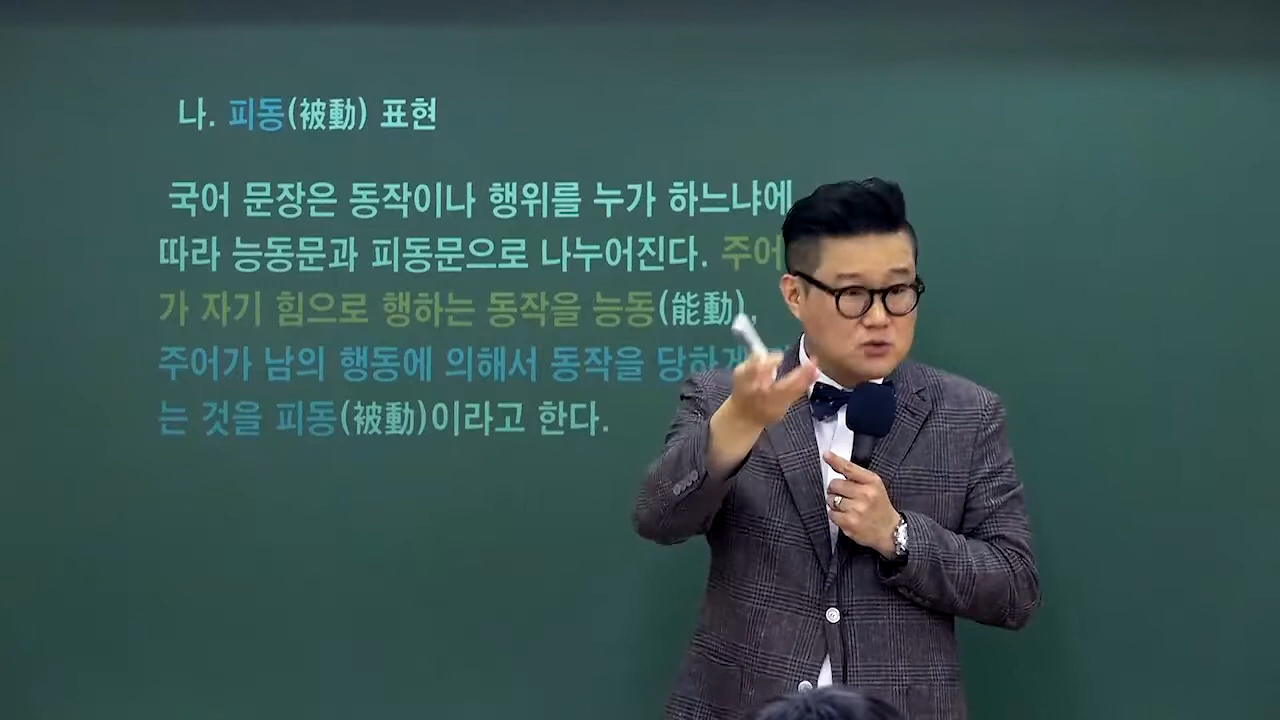 나. 피동(被動) 표현
국어 문장은 동작이나 행위를 누가 하느냐에
따라 능동문과 피동문으로 나누어진다. 주어
가 자기 힘으로 행하는 동작을 능동(能動),
주어가 남의 행동에 의해서 동작을 당하게
는 것을 피동(被動)이라고 한다.